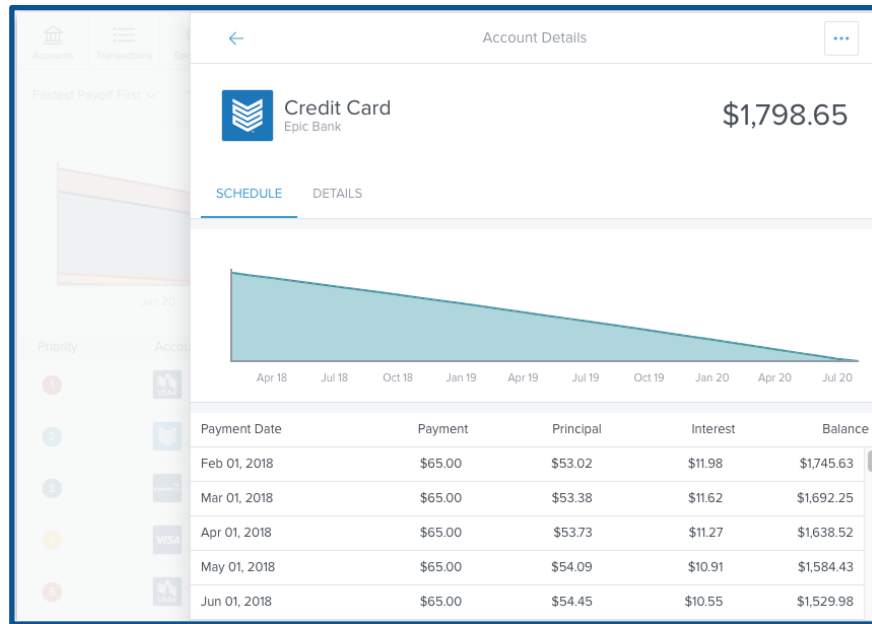 Accounts
Transactions
Account Details
Fastest Payoff First
Credit Card
Epic Bank
$1,798.65
SCHEDULE DETAILS
Jan 20
Apr 18 Jul 18 Oct 18 Jan 19 Apr 19 Jul 19 Oct 19 Jan 20 Apr 20 Jul 20
Priority
Payment Date Payment Principal Interest Balance
Feb 01, 2018 $65.00 $53.02 $11.98 $1,745.63
Mar 01, 2018 $65.00 $53.38 $11.62 $1,692.25
Apr 01, 2018 $65.00 $53.73 $11.27 $1,638.52
May 01, 2018 $65.00 $54.09 $10.91 $1,584.43
Jun 01, 2018 $65.00 $54.45 $10.55 $1,529.98
1
2
3
VISA